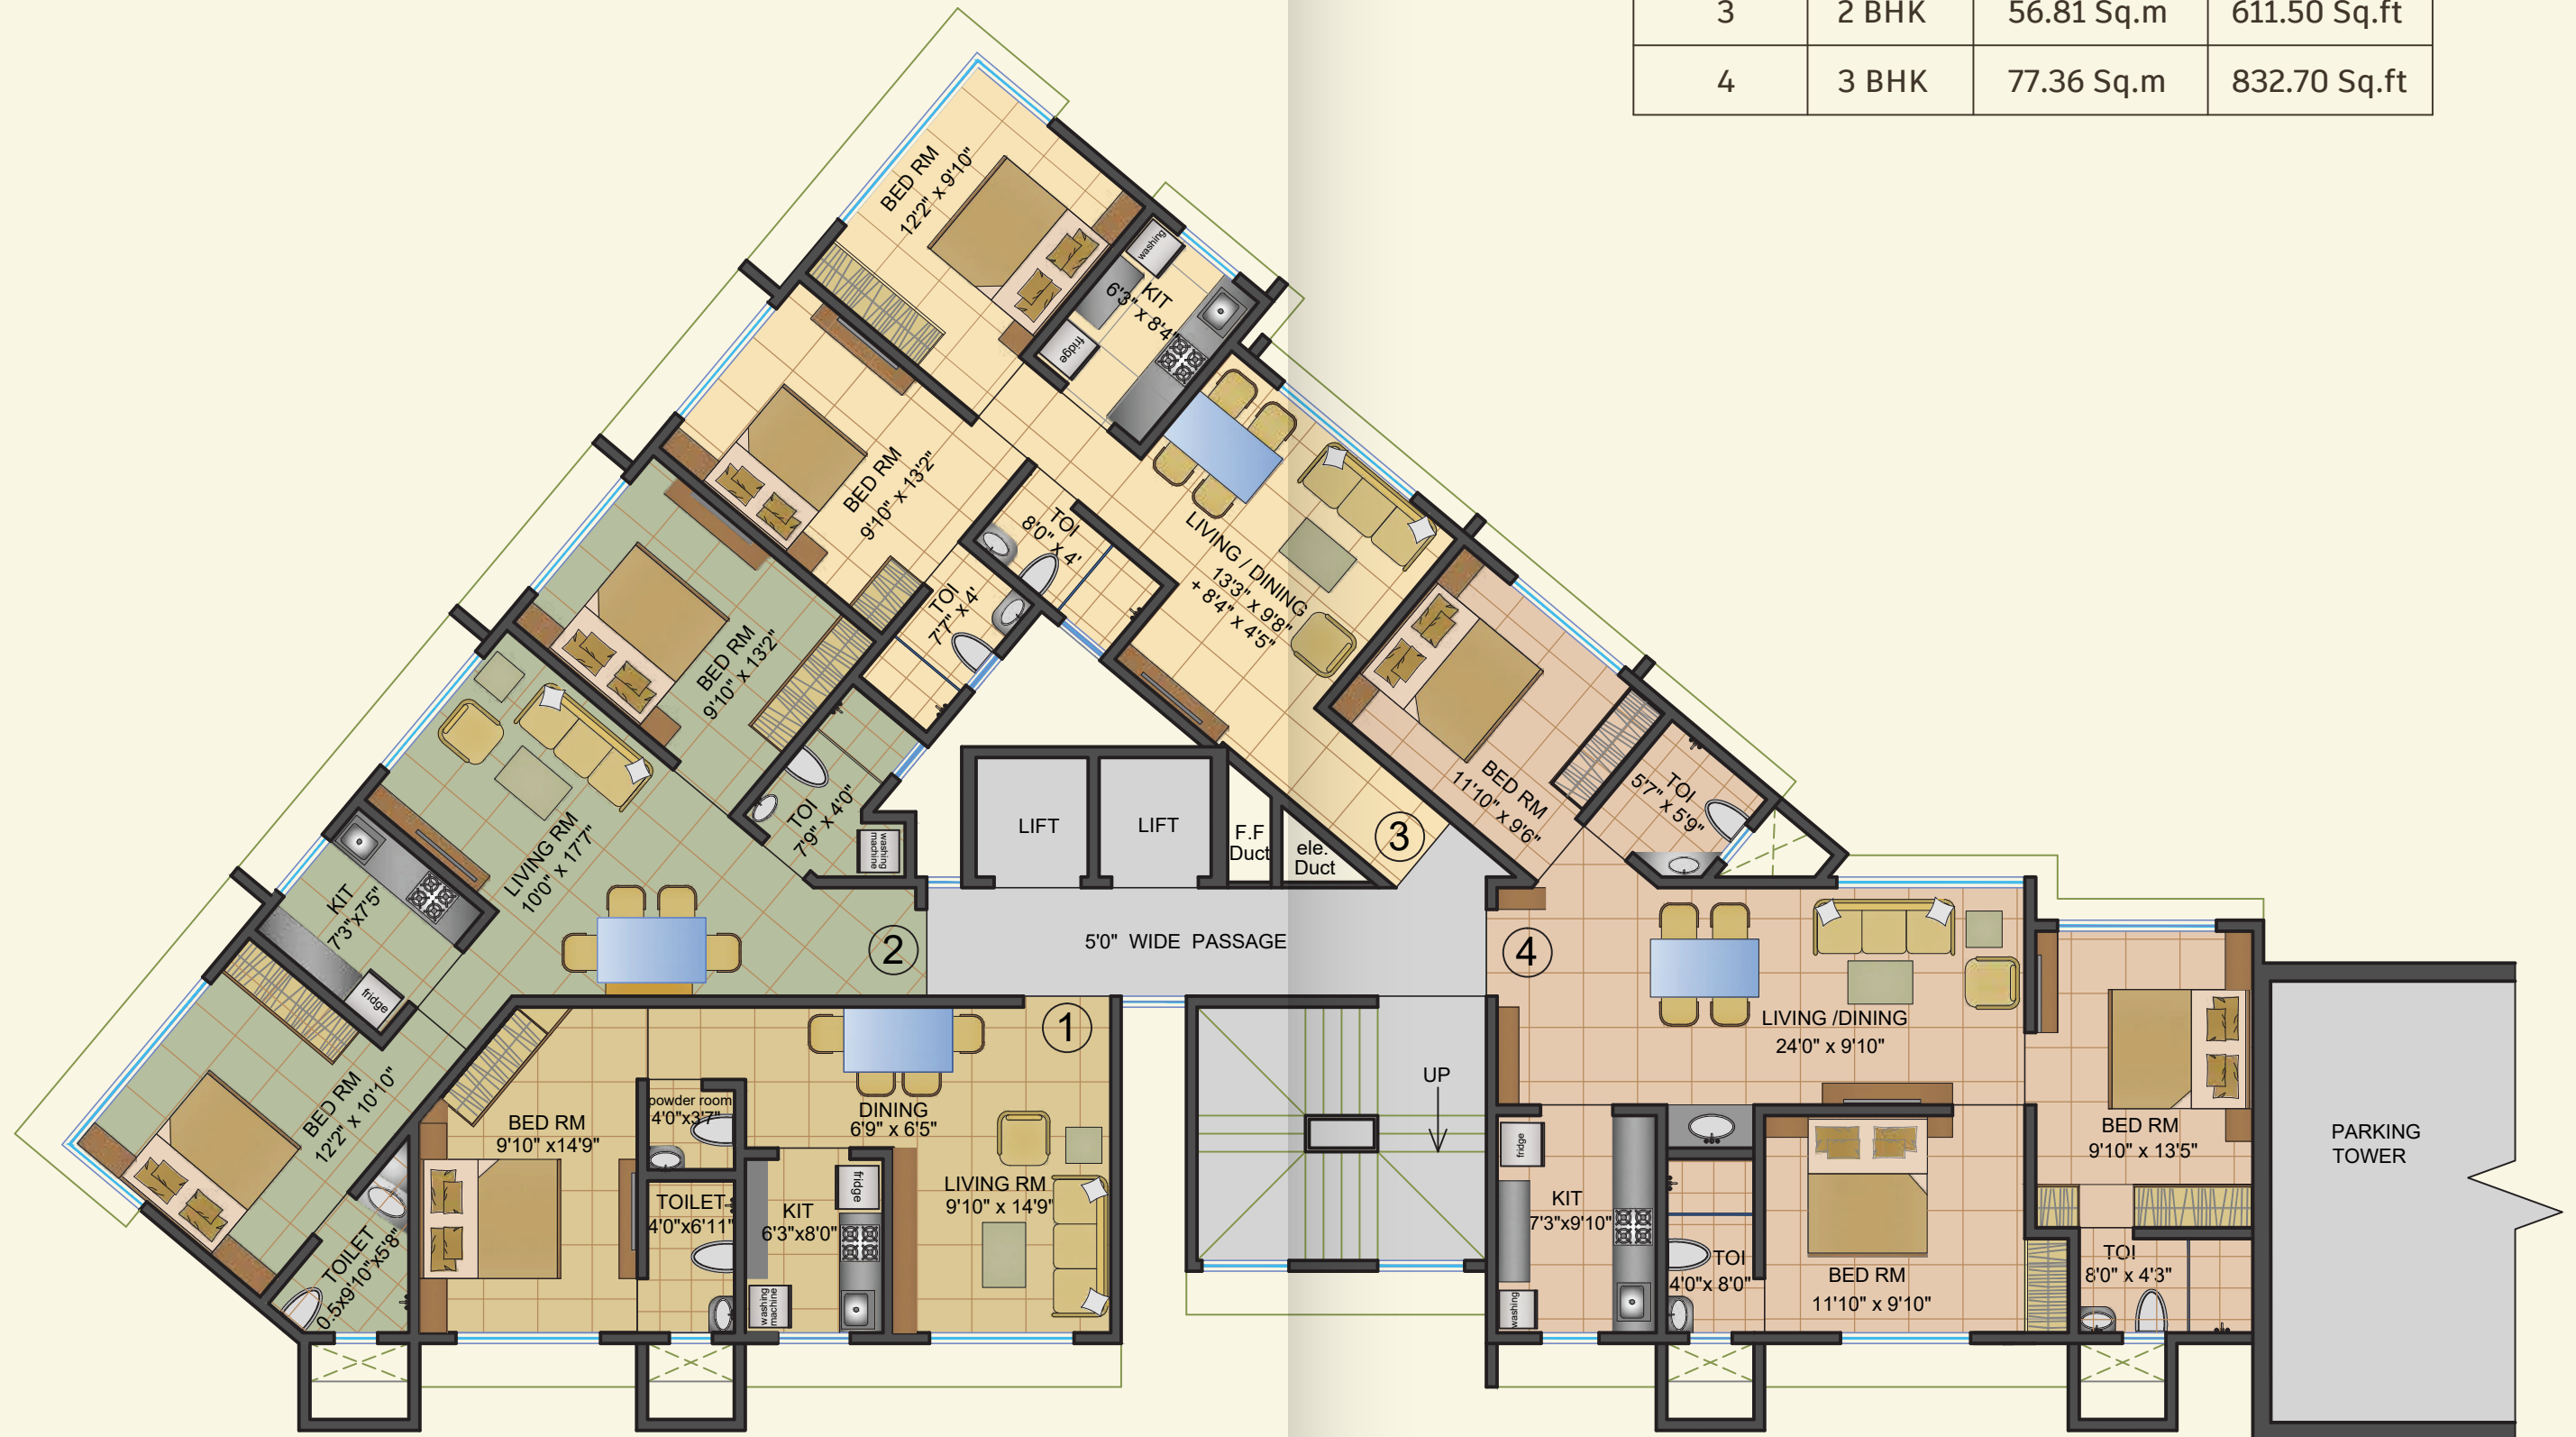 3 2 BHK 56.81 Sq.m 611.50 Sq.ft
4 3 BHK 77.36 Sq.m 832.70 Sq.ft
BED RM
12'2" x 9'10"
washing
KIT
6'3" x 8'4"
fridge
BED RM
9'10" x 13'2"
TOI
8'0" x 4'
LIVING / DINING
13'3" x 9'8"
+ 8'4" x 4'5"
TOI
7'7" x 4'
BED RM
9'10" x 13'2"
BED RM
11'10" x 9'6"
TOI
5'7" x 5'9"
LIVING RM
10'0" x 17'7"
TOI
7'9" x 4'0"
washing
machine
LIFT
LIFT
F.F
Duct
ele.
Duct
3
KIT
7'3"x7'5"
fridge
2
5'0" WIDE PASSAGE
4
1
LIVING /DINING
24'0" x 9'10"
BED RM
12'2" x 10'10"
BED RM
9'10" x14'9"
powder room
4'0"x3'7"
DINING
6'9" x 6'5"
UP
fridge
BED RM
9'10" x 13'5"
PARKING
TOWER
TOILET
0.5x9'10"x5'8"
TOILET
4'0"x6'11"
KIT
6'3"x8'0"
fridge
washing
machine
LIVING RM
9'10" x 14'9"
KIT
7'3"x9'10"
washing
TOI
4'0"x 8'0"
BED RM
11'10" x 9'10"
TOI
8'0" x 4'3"